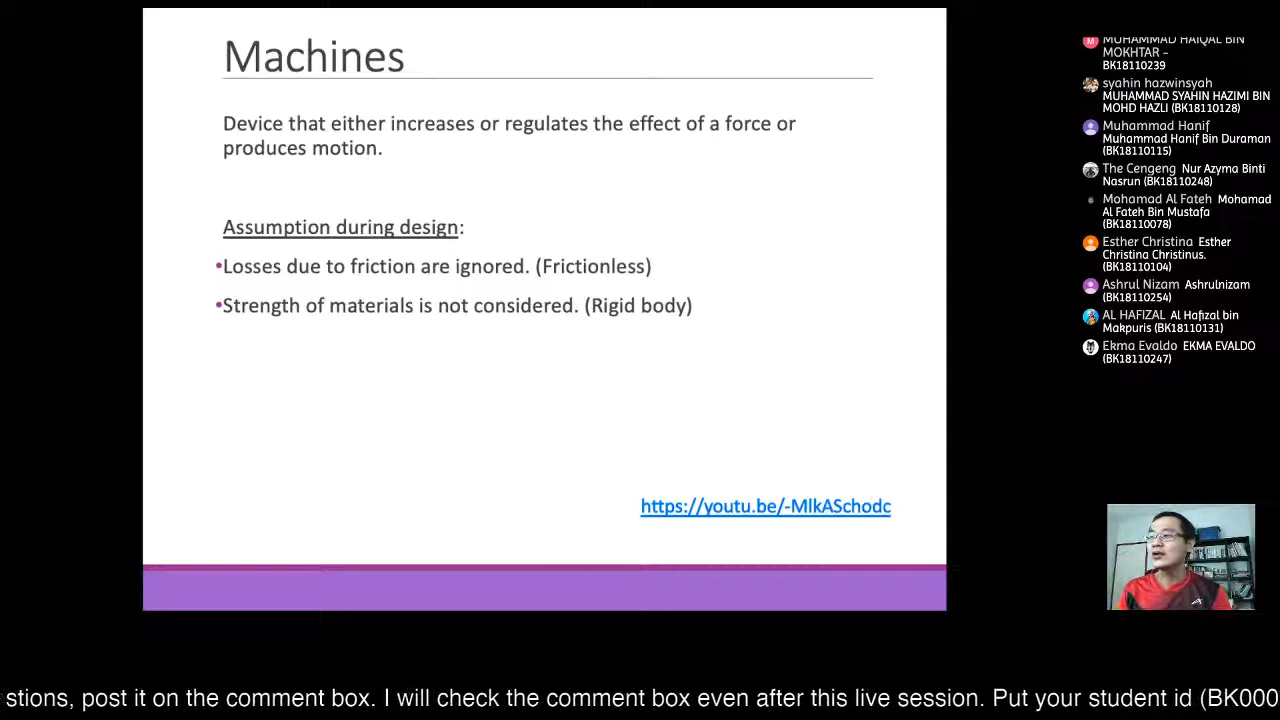 Machines
Device that either increases or regulates the effect of a force or
produces motion.
Assumption during design:
•Losses due to friction are ignored. (Frictionless)
•Strength of materials is not considered. (Rigid body)
https://youtu.be/-MlkASchodc
MUHAMMAD HAIQAL BIN
MOKHTAR -
BK18110239
syahin hazwinsyah
MUHAMMAD SYAHIN HAZIMI BIN
MOHD HAZLI (BK18110128)
Muhammad Hanif
Muhammad Hanif Bin Duraman
(BK18110115)
The Cengeng Nur Azyma Binti
Nasrun (BK18110248)
Mohamad Al Fateh Mohamad
Al Fateh Bin Mustafa
(BK18110078)
Esther Christina Esther
Christina Christinus.
(BK18110104)
Ashrul Nizam Ashrulnizam
(BK18110254)
AL HAFIZAL Al Hafizal bin
Makpuris (BK18110131)
Ekma Evaldo EKMA EVALDO
(BK18110247)
stions, post it on the comment box. I will check the comment box even after this live session. Put your student id (BK000